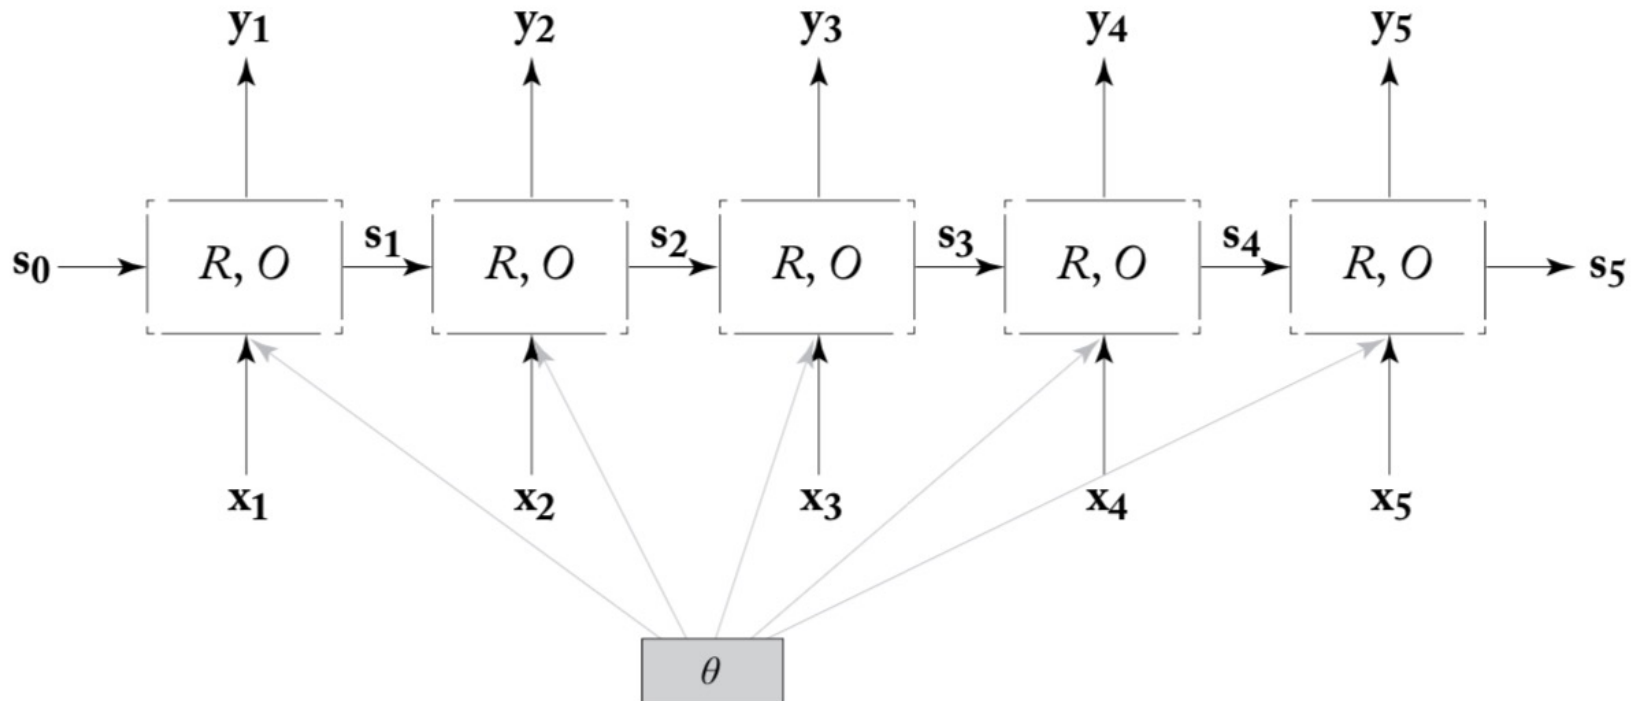 y1 y2 y3 y4 y5
s0 R, O s1 R, O s2 R, O s3 R, O s4 R, O s5
x1 x2 x3 x4 x5
θ